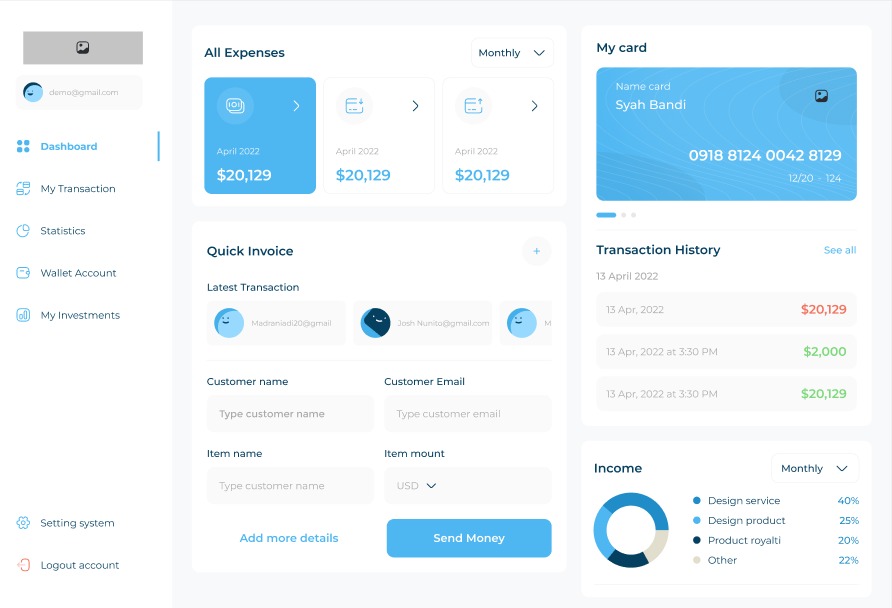 demo@gmail.com
Dashboard
My Transaction
Statistics
Wallet Account
My Investments
Setting system
Logout account
All Expenses
Monthly
April 2022
$20,129
April 2022
$20,129
April 2022
$20,129
Quick Invoice
+
Latest Transaction
Madraniadi20@gmail
Josh Nunito@gmail.com
M
Customer name
Customer Email
Type customer name
Type customer email
Item name
Item mount
Type customer name
USD
Add more details
Send Money
My card
Name card
Syah Bandi
0918 8124 0042 8129
12/20 - 124
Transaction History
See all
13 April 2022
13 Apr, 2022
$20,129
13 Apr, 2022 at 3:30 PM
$2,000
13 Apr, 2022 at 3:30 PM
$20,129
Income
Monthly
Design service 40%
Design product 25%
Product royalti 20%
Other 22%